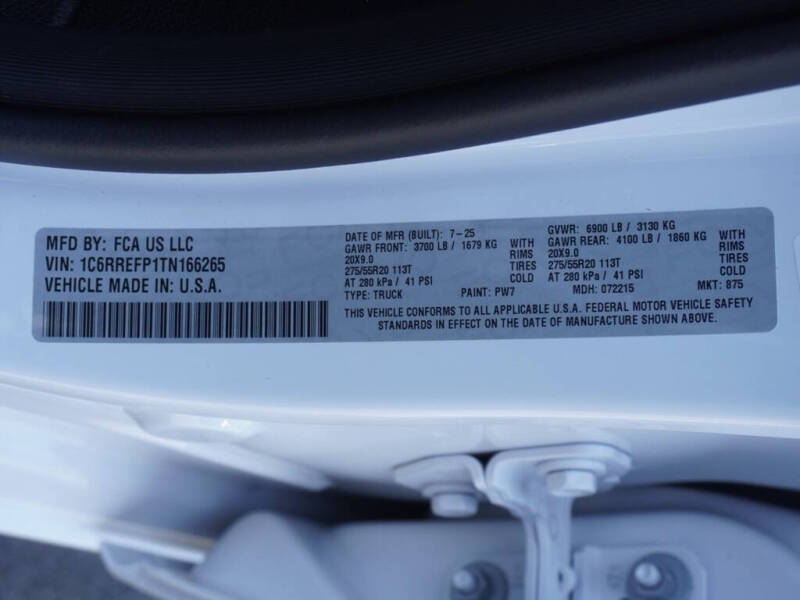 MFD BY: FCA US LLC
VIN: 1C6RREFP1TN166265
VEHICLE MADE IN: U.S.A.
DATE OF MFR (BUILT): 7-25
GAWR FRONT: 3700 LB / 1679 KG WITH
20X9.0 RIMS
275/55R20 113T TIRES
AT 280 kPa / 41 PSI COLD
TYPE: TRUCK PAINT: PW7
GVWR: 6900 LB / 3130 KG
GAWR REAR: 4100 LB / 1860 KG WITH
20X9.0 RIMS
275/55R20 113T TIRES
AT 280 kPa / 41 PSI COLD
MDH: 072215 MKT: 875
THIS VEHICLE CONFORMS TO ALL APPLICABLE U.S.A. FEDERAL MOTOR VEHICLE SAFETY
STANDARDS IN EFFECT ON THE DATE OF MANUFACTURE SHOWN ABOVE.